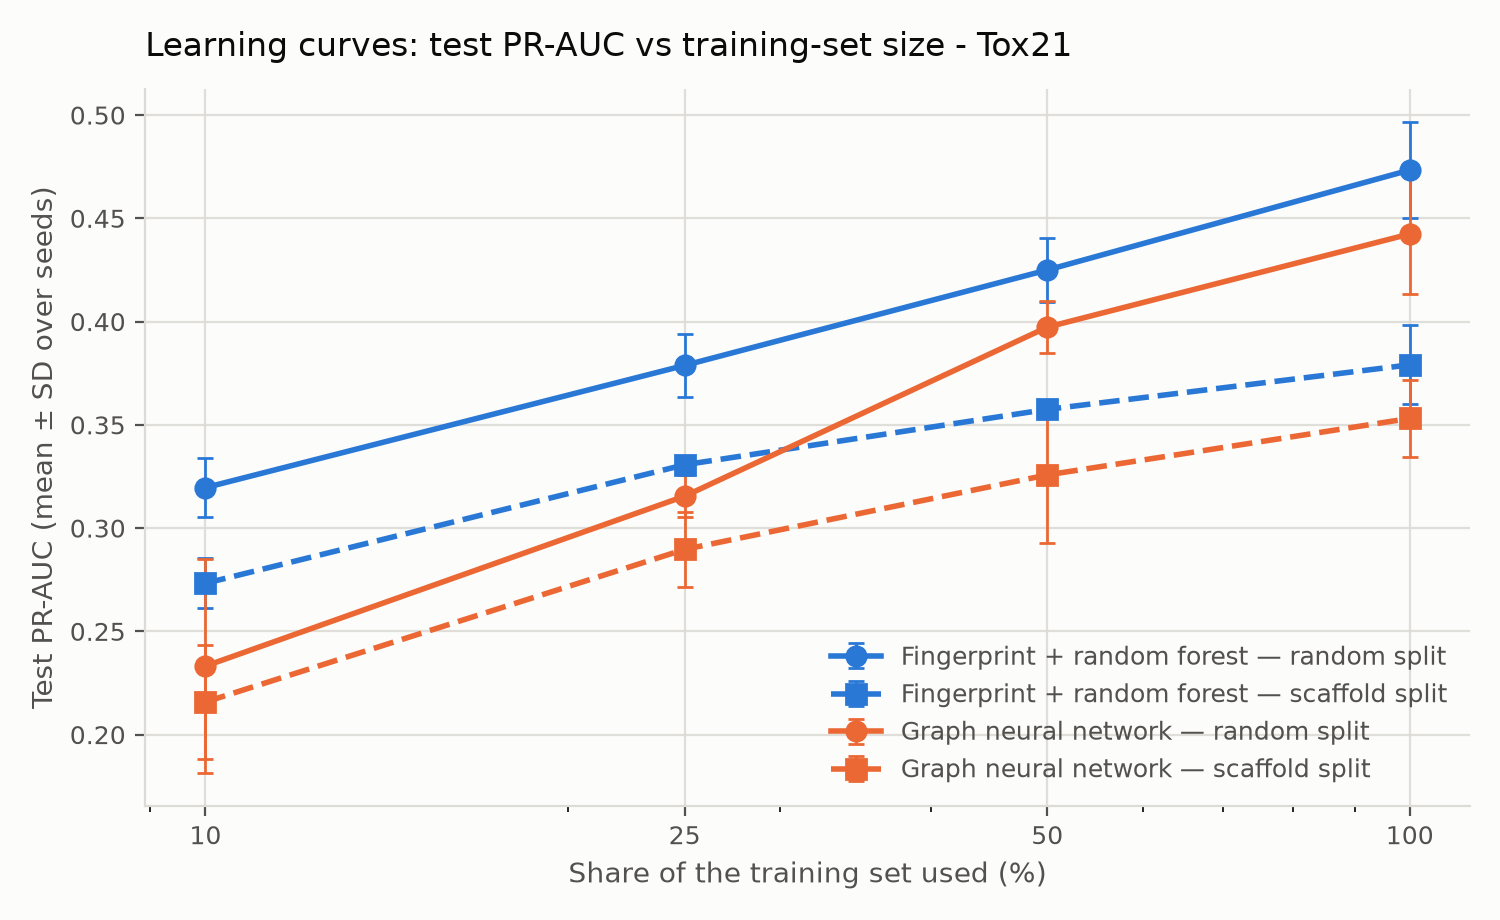 Learning curves: test PR-AUC vs training-set size - Tox21
Test PR-AUC (mean ± SD over seeds)
0.50
0.45
0.40
0.35
0.30
0.25
0.20
Fingerprint + random forest — random split
Fingerprint + random forest — scaffold split
Graph neural network — random split
Graph neural network — scaffold split
10
25
50
100
Share of the training set used (%)